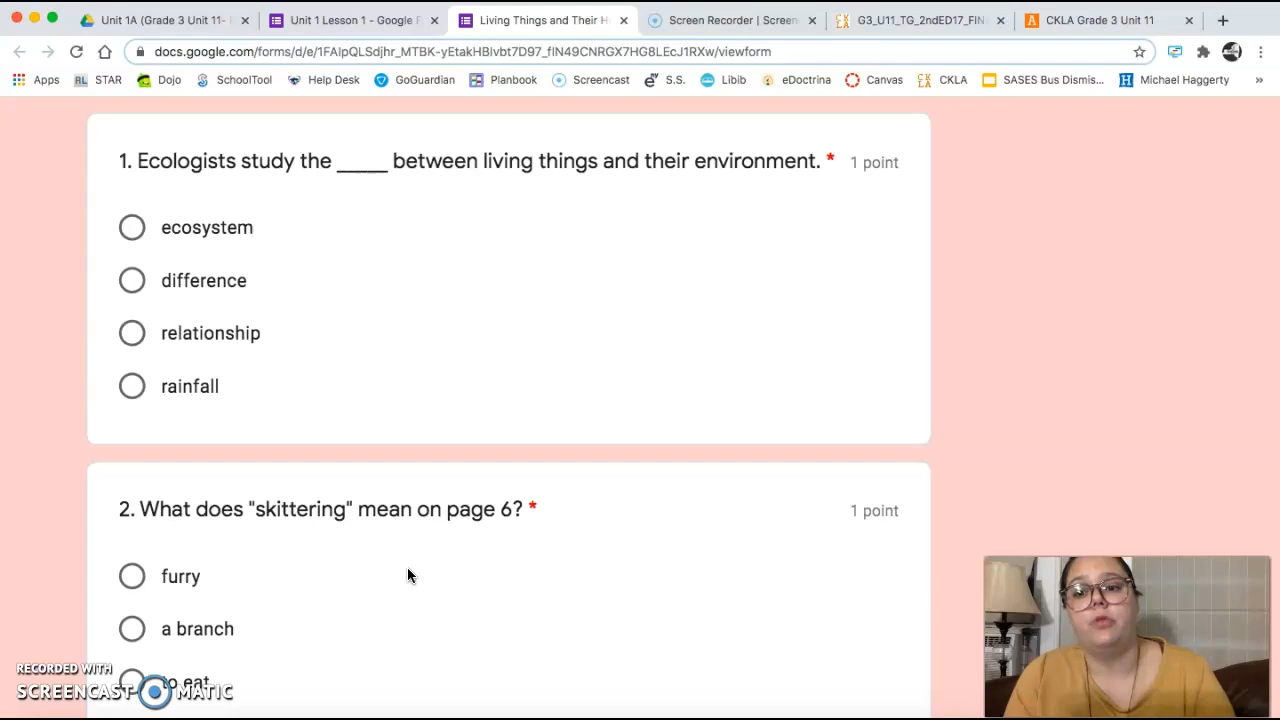 Unit 1A (Grade 3 Unit 11-
Unit 1 Lesson 1 - Google F
Living Things and Their H
Screen Recorder | Screen
G3_U11_TG_2ndED17_FIN
CKLA Grade 3 Unit 11
docs.google.com/forms/d/e/1FAIpQLSdjhr_MTBK-yEtakHBlvbt7D97_fIN49CNRGX7HG8LEcJ1RXw/viewform
Apps RL STAR Dojo SchoolTool Help Desk GoGuardian Planbook Screencast S.S. Libib eDoctrina Canvas CKLA SASES Bus Dismis... H Michael Haggerty »
1. Ecologists study the _____ between living things and their environment. * 1 point
ecosystem
difference
relationship
rainfall
2. What does "skittering" mean on page 6? * 1 point
furry
a branch
to eat
RECORDED WITH
SCREENCAST MATIC